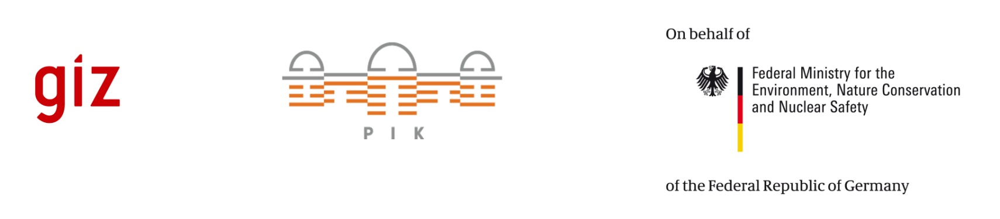 giz
PIK
On behalf of
Federal Ministry for the
Environment, Nature Conservation
and Nuclear Safety
of the Federal Republic of Germany